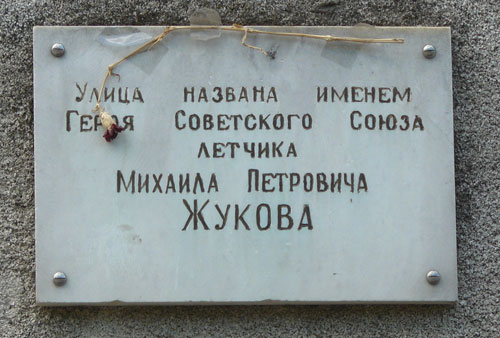 Улица названа именем
Героя Советского Союза
летчика
Михаила Петровича
Жукова